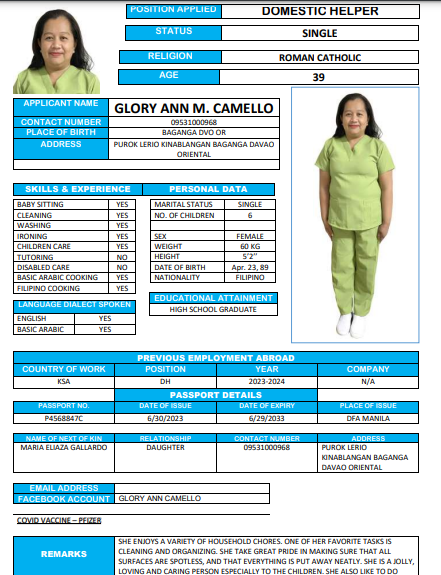 POSITION APPLIED DOMESTIC HELPER
STATUS SINGLE
RELIGION ROMAN CATHOLIC
AGE 39
APPLICANT NAME GLORY ANN M. CAMELLO
CONTACT NUMBER 09531000968
PLACE OF BIRTH BAGANGA DVO OR
ADDRESS PUROK LERIO KINABLANGAN BAGANGA DAVAO
ORIENTAL
SKILLS & EXPERIENCE
BABY SITTING YES
CLEANING YES
WASHING YES
IRONING YES
CHILDREN CARE YES
TUTORING NO
DISABLED CARE NO
BASIC ARABIC COOKING YES
FILIPINO COOKING YES
LANGUAGE DIALECT SPOKEN
ENGLISH YES
BASIC ARABIC YES
PERSONAL DATA
MARITAL STATUS SINGLE
NO. OF CHILDREN 6
SEX FEMALE
WEIGHT 60 KG
HEIGHT 5'2''
DATE OF BIRTH Apr. 23, 89
NATIONALITY FILIPINO
EDUCATIONAL ATTAINMENT
HIGH SCHOOL GRADUATE
PREVIOUS EMPLOYMENT ABROAD
COUNTRY OF WORK POSITION YEAR COMPANY
KSA DH 2023-2024 N/A
PASSPORT DETAILS
PASSPORT NO. DATE OF ISSUE DATE OF EXPIRY PLACE OF ISSUE
P4568847C 6/30/2023 6/29/2033 DFA MANILA
NAME OF NEXT OF KIN RELATIONSHIP CONTACT NUMBER ADDRESS
MARIA ELIAZA GALLARDO DAUGHTER 09531000968 PUROK LERIO
KINABLANGAN BAGANGA
DAVAO ORIENTAL
EMAIL ADDRESS
FACEBOOK ACCOUNT GLORY ANN CAMELLO
COVID VACCINE – PFIZER
REMARKS
SHE ENJOYS A VARIETY OF HOUSEHOLD CHORES. ONE OF HER FAVORITE TASKS IS
CLEANING AND ORGANIZING. SHE TAKE GREAT PRIDE IN MAKING SURE THAT ALL
SURFACES ARE SPOTLESS, AND THAT EVERYTHING IS PUT AWAY NEATLY. SHE IS A JOLLY,
LOVING AND CARING PERSON ESPECIALLY TO THE CHILDREN. SHE ALSO LIKE TO DO